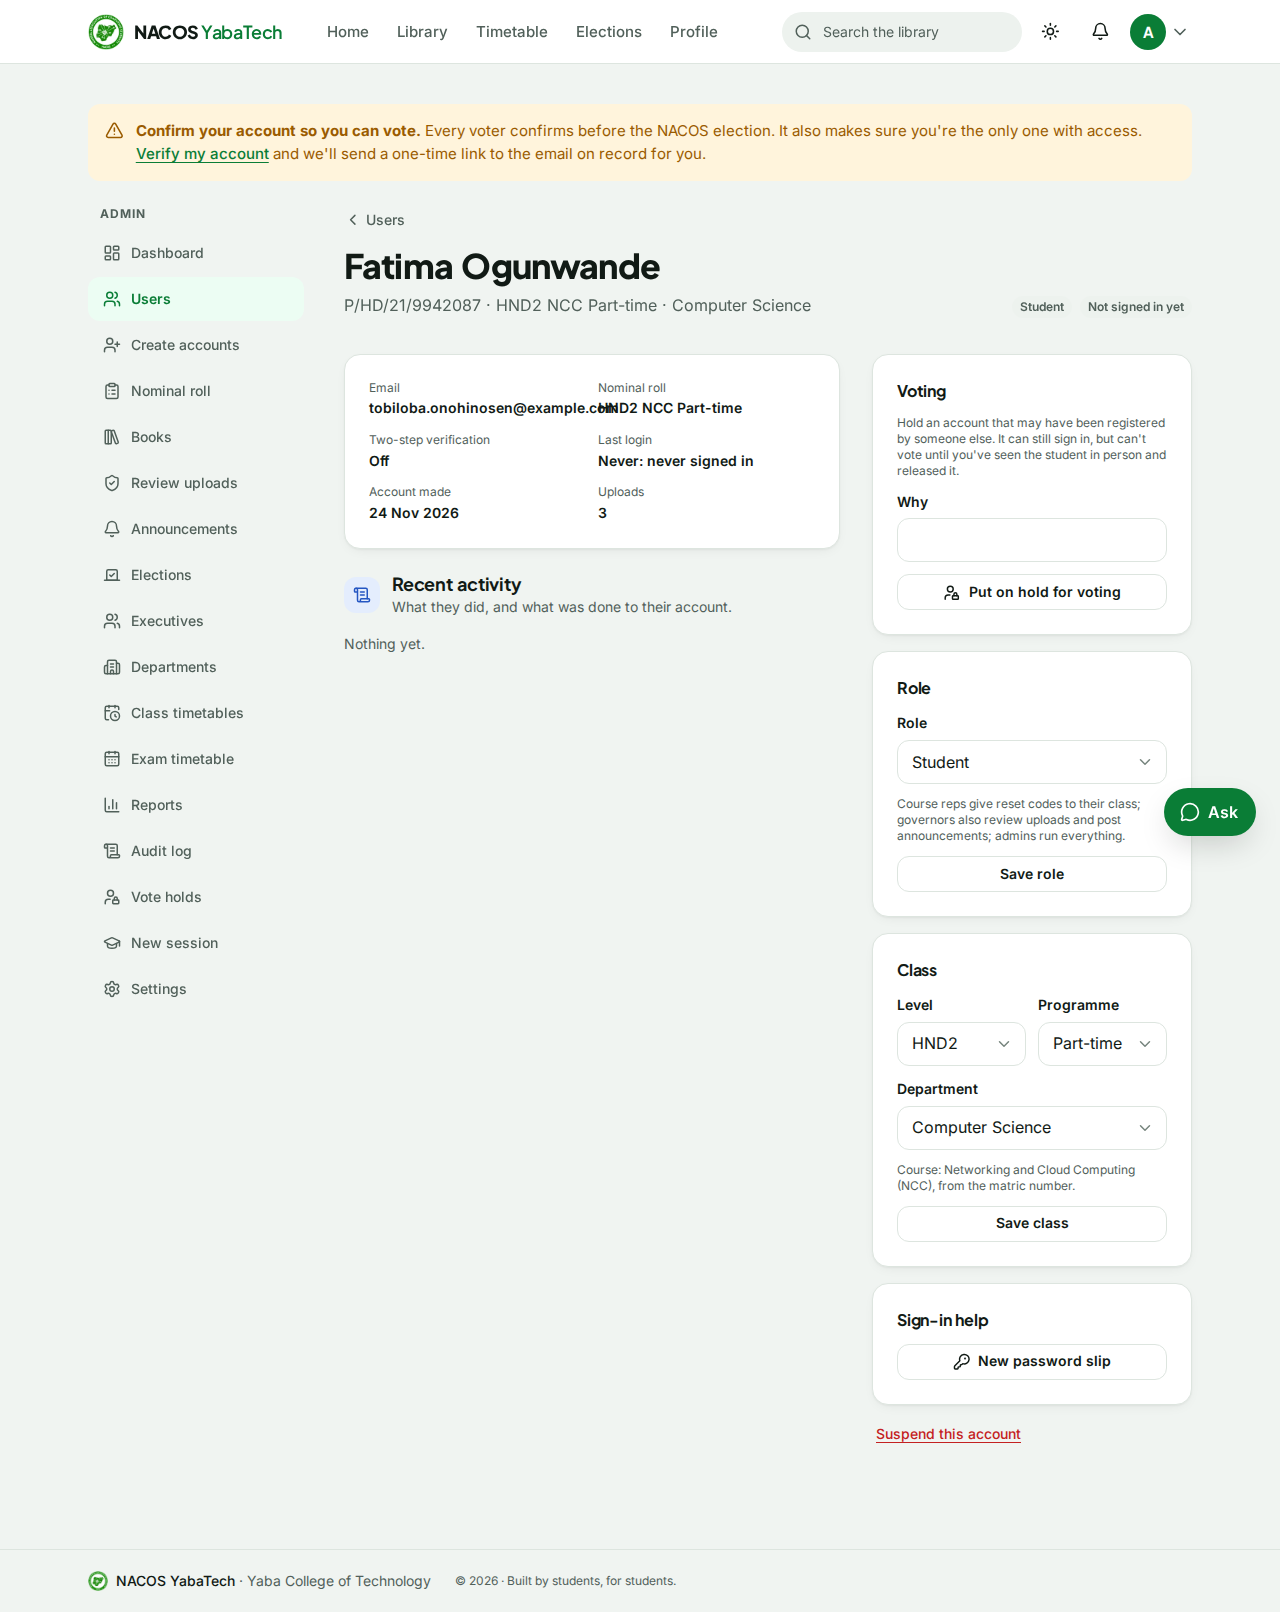 NACOS YabaTech
Home
Library
Timetable
Elections
Profile
Search the library
A
Confirm your account so you can vote. Every voter confirms before the NACOS election. It also makes sure you're the only one with access.
Verify my account and we'll send a one-time link to the email on record for you.
ADMIN
Dashboard
Users
Create accounts
Nominal roll
Books
Review uploads
Announcements
Elections
Executives
Departments
Class timetables
Exam timetable
Reports
Audit log
Vote holds
New session
Settings
Users
Fatima Ogunwande
P/HD/21/9942087 · HND2 NCC Part-time · Computer Science
Student
Not signed in yet
Email
tobiloba.onohinosen@example.com
Nominal roll
HND2 NCC Part-time
Two-step verification
Off
Last login
Never: never signed in
Account made
24 Nov 2026
Uploads
3
Recent activity
What they did, and what was done to their account.
Nothing yet.
Voting
Hold an account that may have been registered
by someone else. It can still sign in, but can't
vote until you've seen the student in person and
released it.
Why
Put on hold for voting
Role
Role
Student
Course reps give reset codes to their class;
governors also review uploads and post
announcements; admins run everything.
Save role
Ask
Class
Level
Programme
HND2
Part-time
Department
Computer Science
Course: Networking and Cloud Computing
(NCC), from the matric number.
Save class
Sign-in help
New password slip
Suspend this account
NACOS YabaTech · Yaba College of Technology
© 2026 · Built by students, for students.